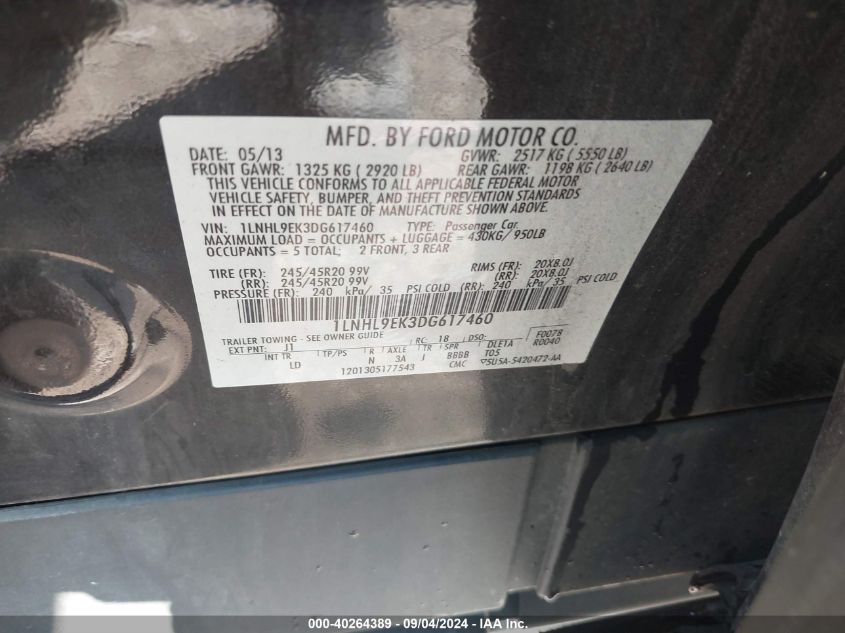 MFD. BY FORD MOTOR CO.
DATE: 05/13 GVWR: 2517 KG ( 5550 LB)
FRONT GAWR: 1325 KG ( 2920 LB) REAR GAWR: 1198 KG ( 2640 LB)
THIS VEHICLE CONFORMS TO ALL APPLICABLE FEDERAL MOTOR
VEHICLE SAFETY, BUMPER, AND THEFT PREVENTION STANDARDS
IN EFFECT ON THE DATE OF MANUFACTURE SHOWN ABOVE.
VIN: 1LNHL9EK3DG617460 TYPE: Passenger Car
MAXIMUM LOAD = OCCUPANTS + LUGGAGE = 430KG/ 950LB
OCCUPANTS = 5 TOTAL; 2 FRONT, 3 REAR
TIRE (FR): 245/45R20 99V RIMS (FR): 20X8.0J
(RR): 245/45R20 99V (RR): 20X8.0J
PRESSURE (FR): 240 kPa/ 35 PSI COLD (RR): 240 kPa/ 35 PSI COLD
1LNHL9EK3DG617460
TRAILER TOWING - SEE OWNER GUIDE F0078
EXT PNT: J1 RC: 18 DSO: R0040
INT TR TP/PS R AXLE TR SPR DLETA
LD N 3A J BBBB T05
1201305177543 CMC 5U5A-5420472-AA
000-40264389 - 09/04/2024 - IAA Inc.